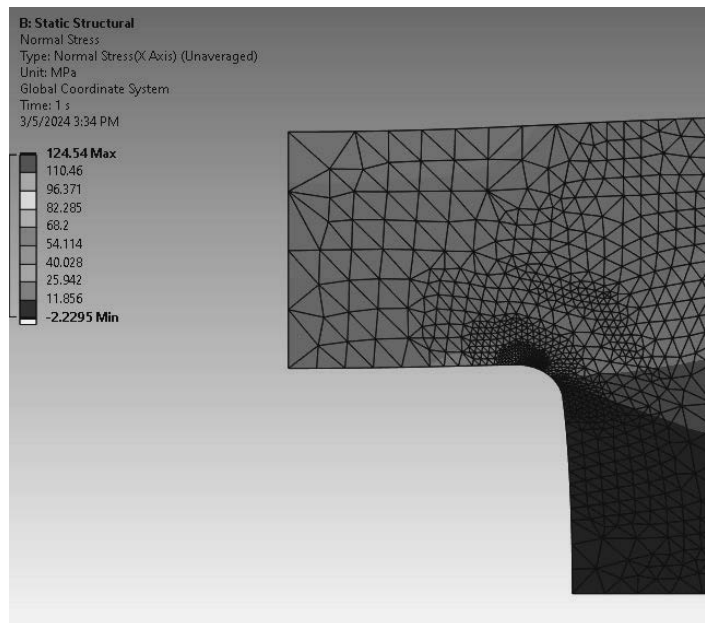 B: Static Structural
Normal Stress
Type: Normal Stress(X Axis) (Unaveraged)
Unit: MPa
Global Coordinate System
Time: 1 s
3/5/2024 3:34 PM
124.54 Max
110.46
96.371
82.285
68.2
54.114
40.028
25.942
11.856
-2.2295 Min